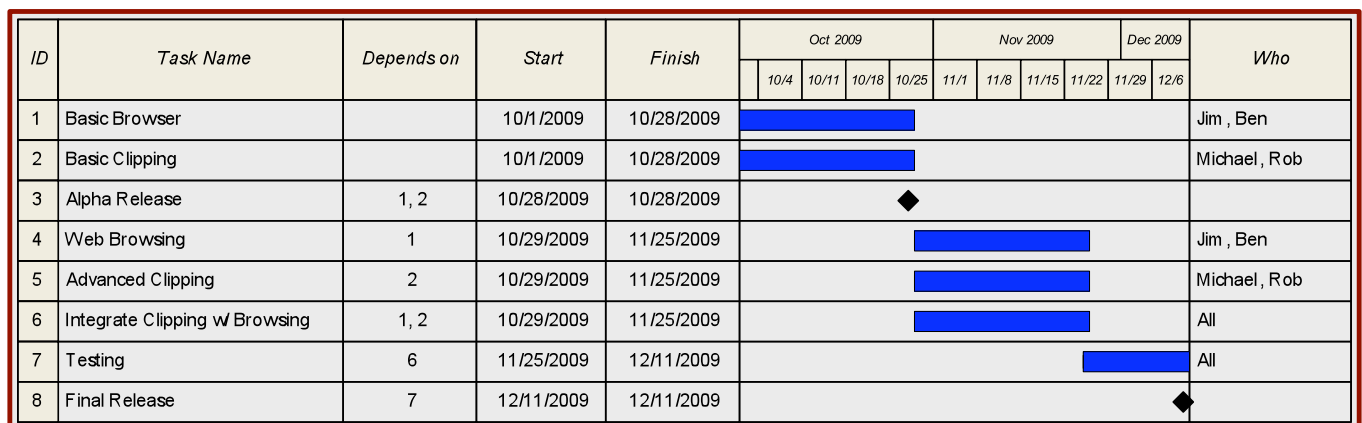 ID Task Name Depends on Start Finish Oct 2009 Nov 2009 Dec 2009 Who
10/4 10/11 10/18 10/25 11/1 11/8 11/15 11/22 11/29 12/6
1 Basic Browser 10/1/2009 10/28/2009 Jim, Ben
2 Basic Clipping 10/1/2009 10/28/2009 Michael, Rob
3 Alpha Release 1, 2 10/28/2009 10/28/2009
4 Web Browsing 1 10/29/2009 11/25/2009 Jim, Ben
5 Advanced Clipping 2 10/29/2009 11/25/2009 Michael, Rob
6 Integrate Clipping w/ Browsing 1, 2 10/29/2009 11/25/2009 All
7 Testing 6 11/25/2009 12/11/2009 All
8 Final Release 7 12/11/2009 12/11/2009